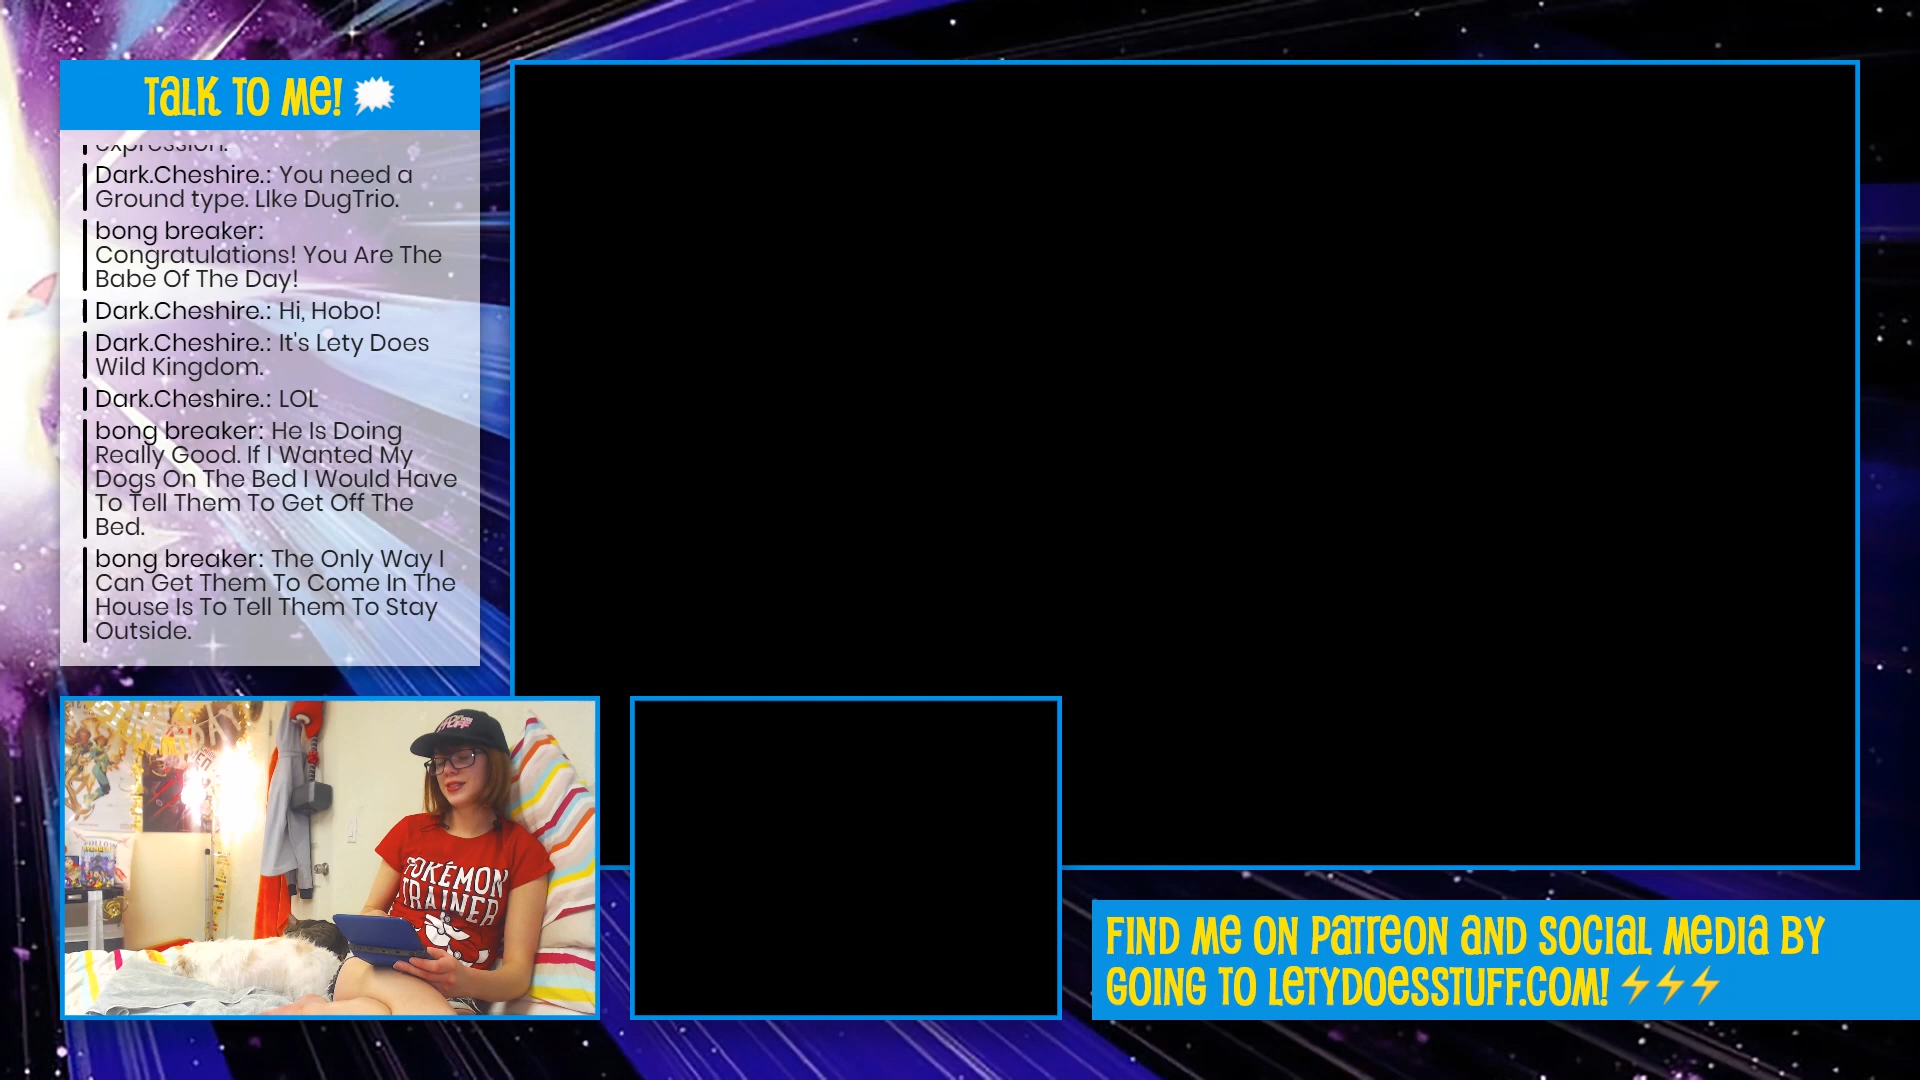 TALK TO ME!
expression.
Dark.Cheshire.: You need a
Ground type. LIke DugTrio.
bong breaker:
Congratulations! You Are The
Babe Of The Day!
Dark.Cheshire.: Hi, Hobo!
Dark.Cheshire.: It's Lety Does
Wild Kingdom.
Dark.Cheshire.: LOL
bong breaker: He Is Doing
Really Good. If I Wanted My
Dogs On The Bed I Would Have
To Tell Them To Get Off The
Bed.
bong breaker: The Only Way I
Can Get Them To Come In The
House Is To Tell Them To Stay
Outside.
POKÉMON
TRAINER
FIND ME ON PATREON AND SOCIAL MEDIA BY
GOING TO LETYDOESSTUFF.COM!